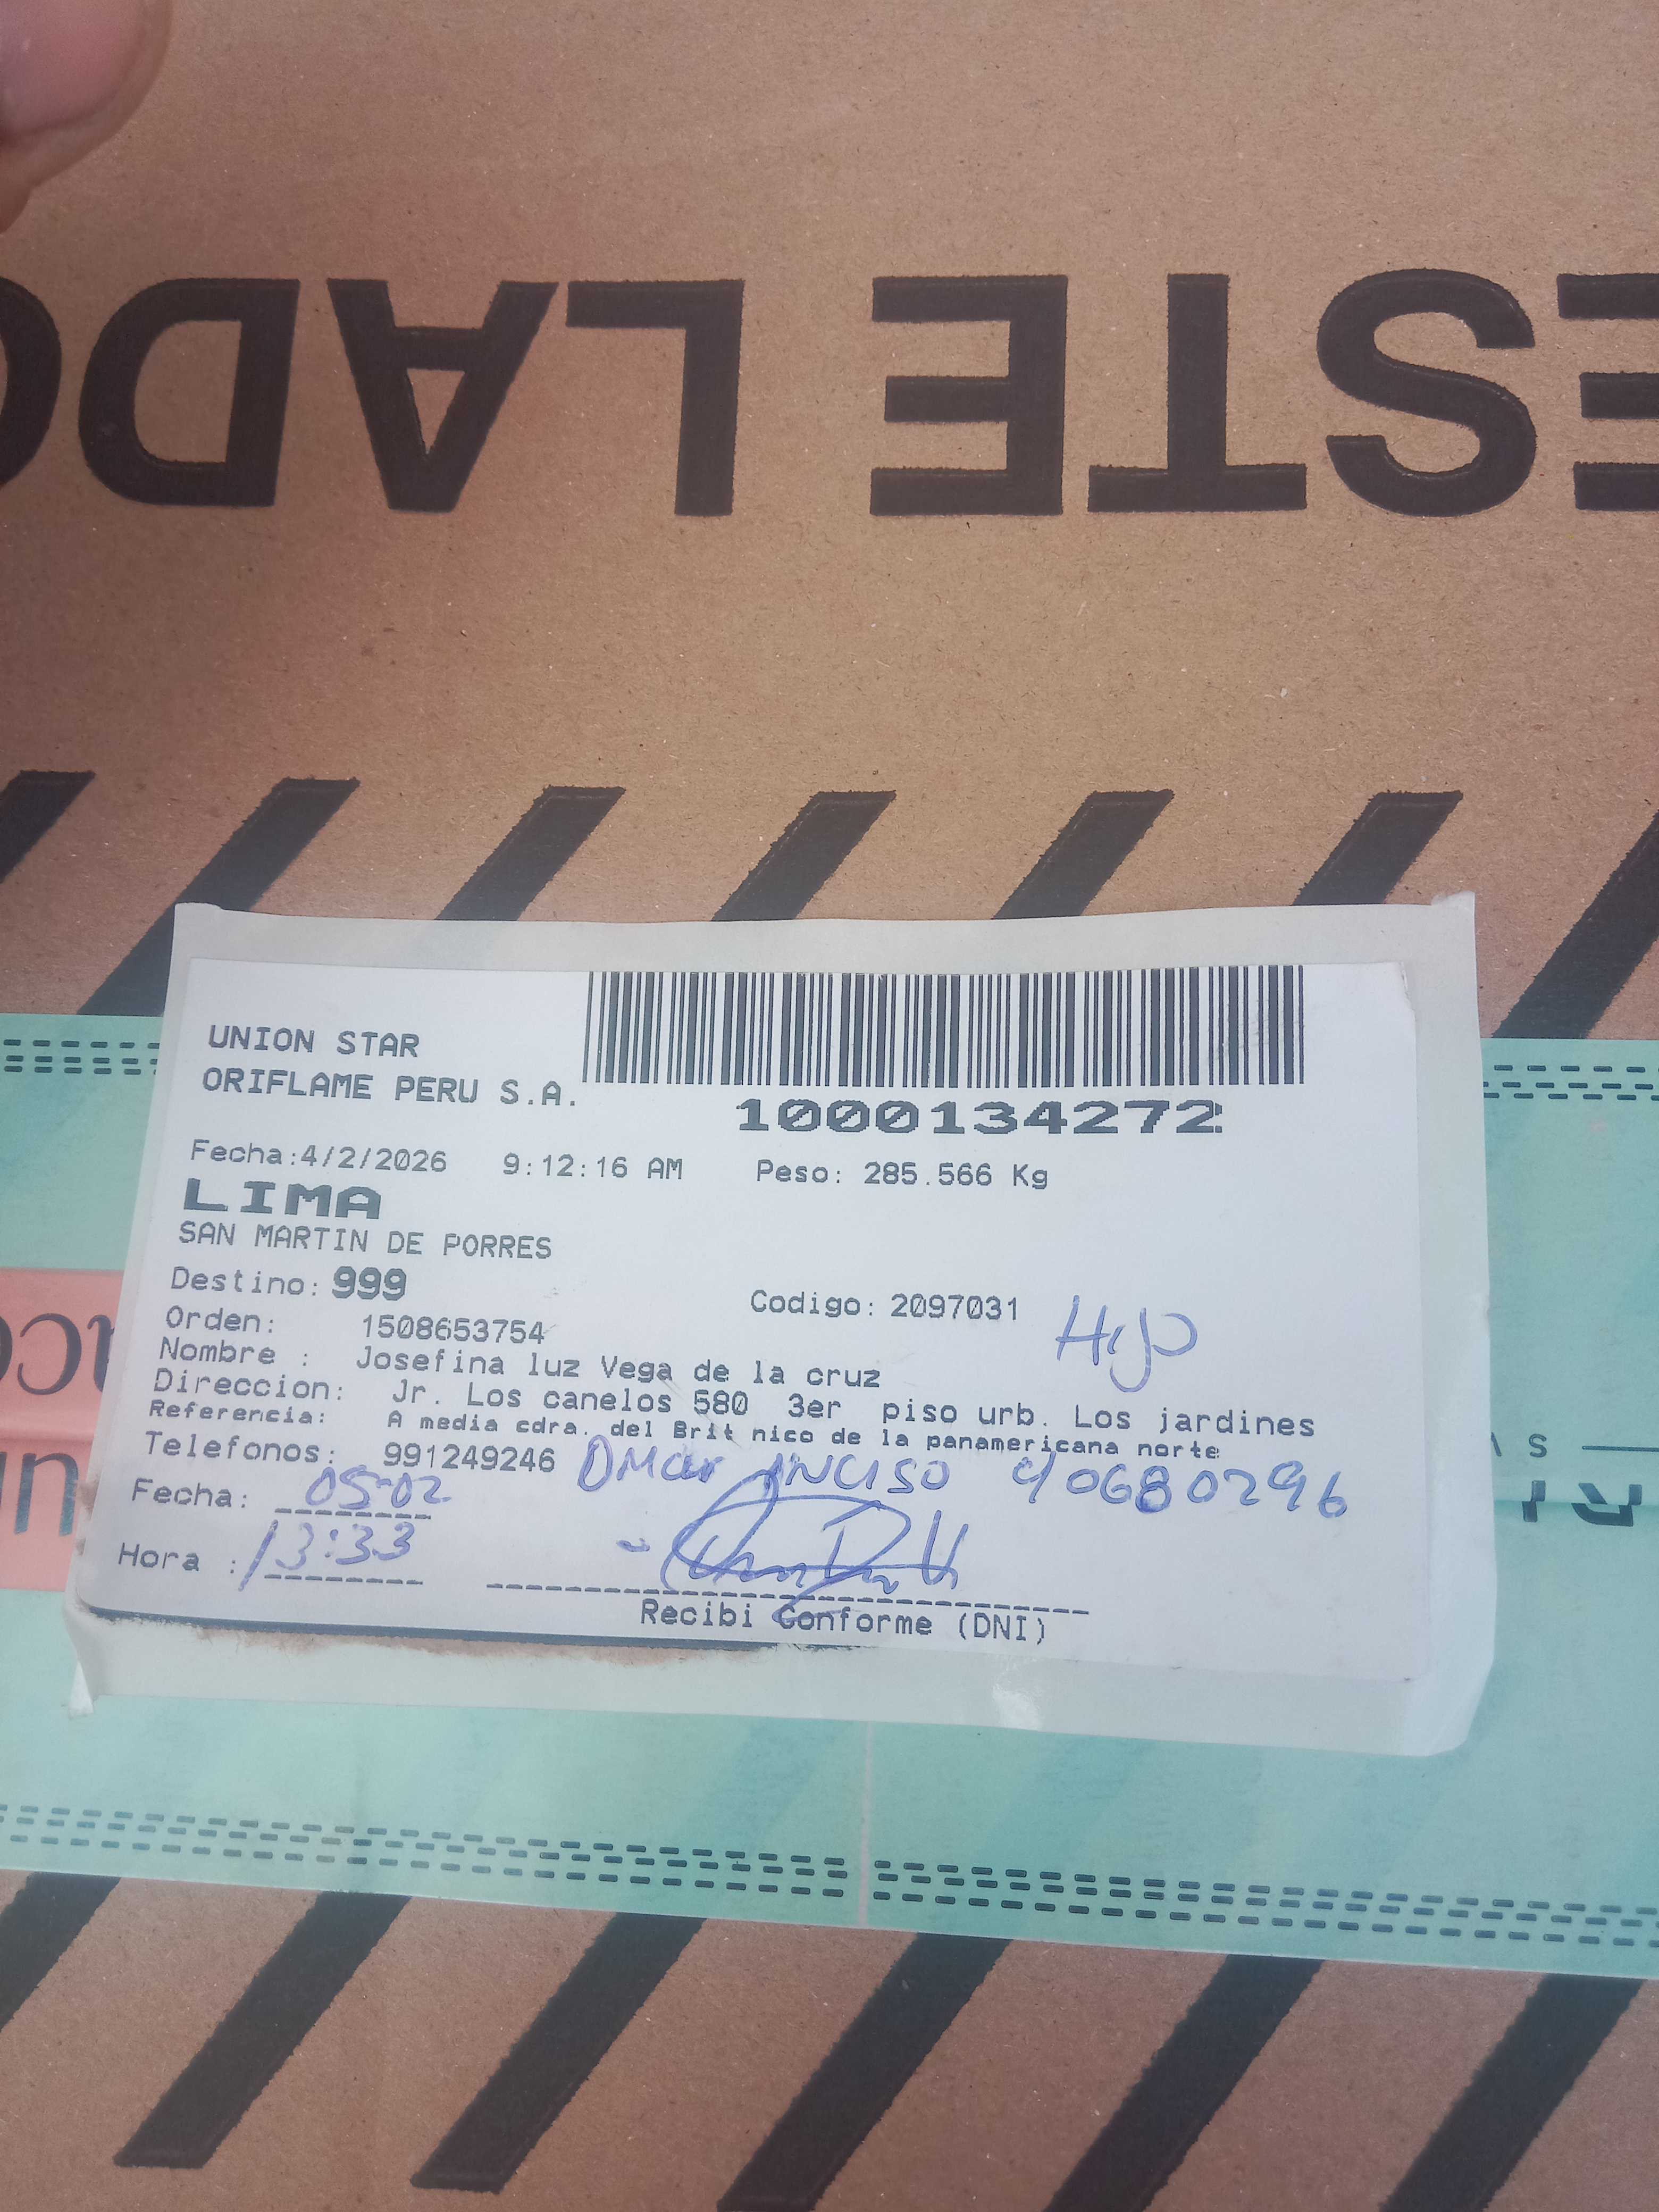 ESTE LADO
UNION STAR
ORIFLAME PERU S.A.
1000134272
Fecha:4/2/2026 9:12:16 AM Peso: 285.566 Kg
LIMA
SAN MARTIN DE PORRES
Destino: 999
Codigo: 2097031
Orden: 1508653754
Hijo
Nombre : Josefina luz Vega de la cruz
Direccion: Jr. Los canelos 580 3er piso urb. Los jardines
Referencia: A media cdra. del Brit nico de la panamericana norte
Telefonos: 991249246
Omar INCISO 40680296
Fecha: 05-02
Hora : 13:33
Recibi Conforme (DNI)